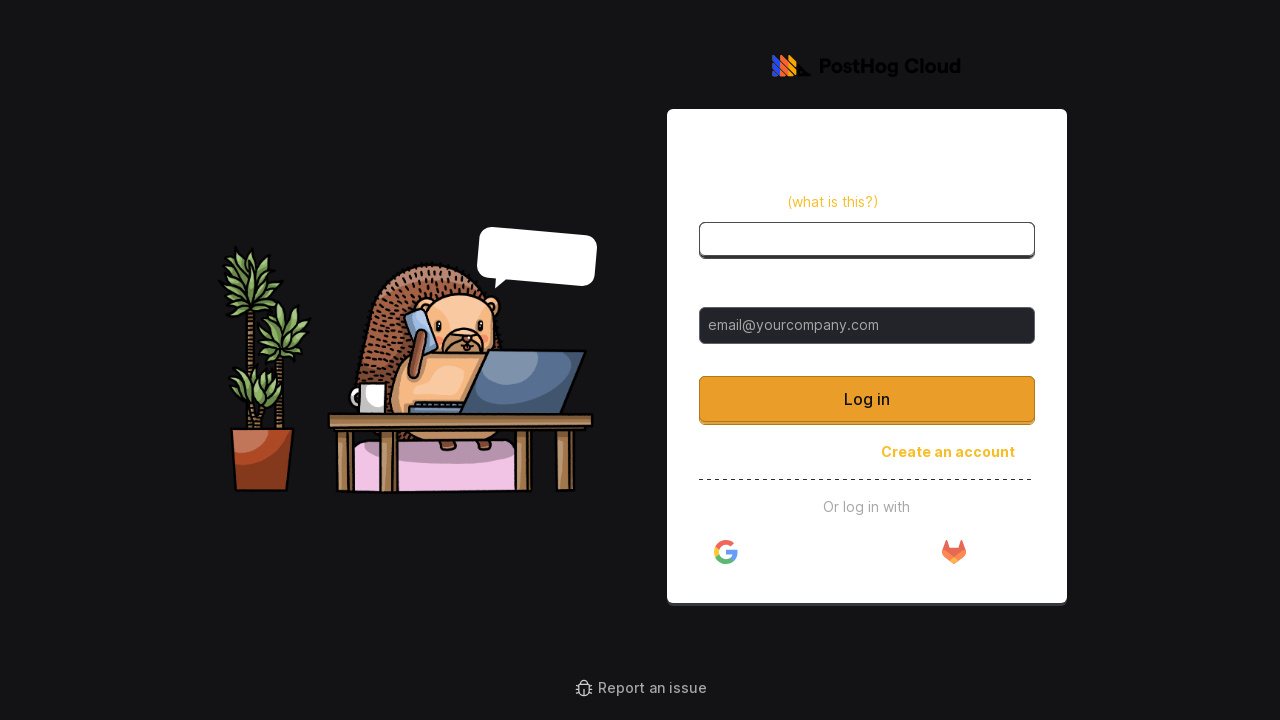 PostHog Cloud
(what is this?)
email@yourcompany.com
Log in
Create an account
Or log in with
Report an issue